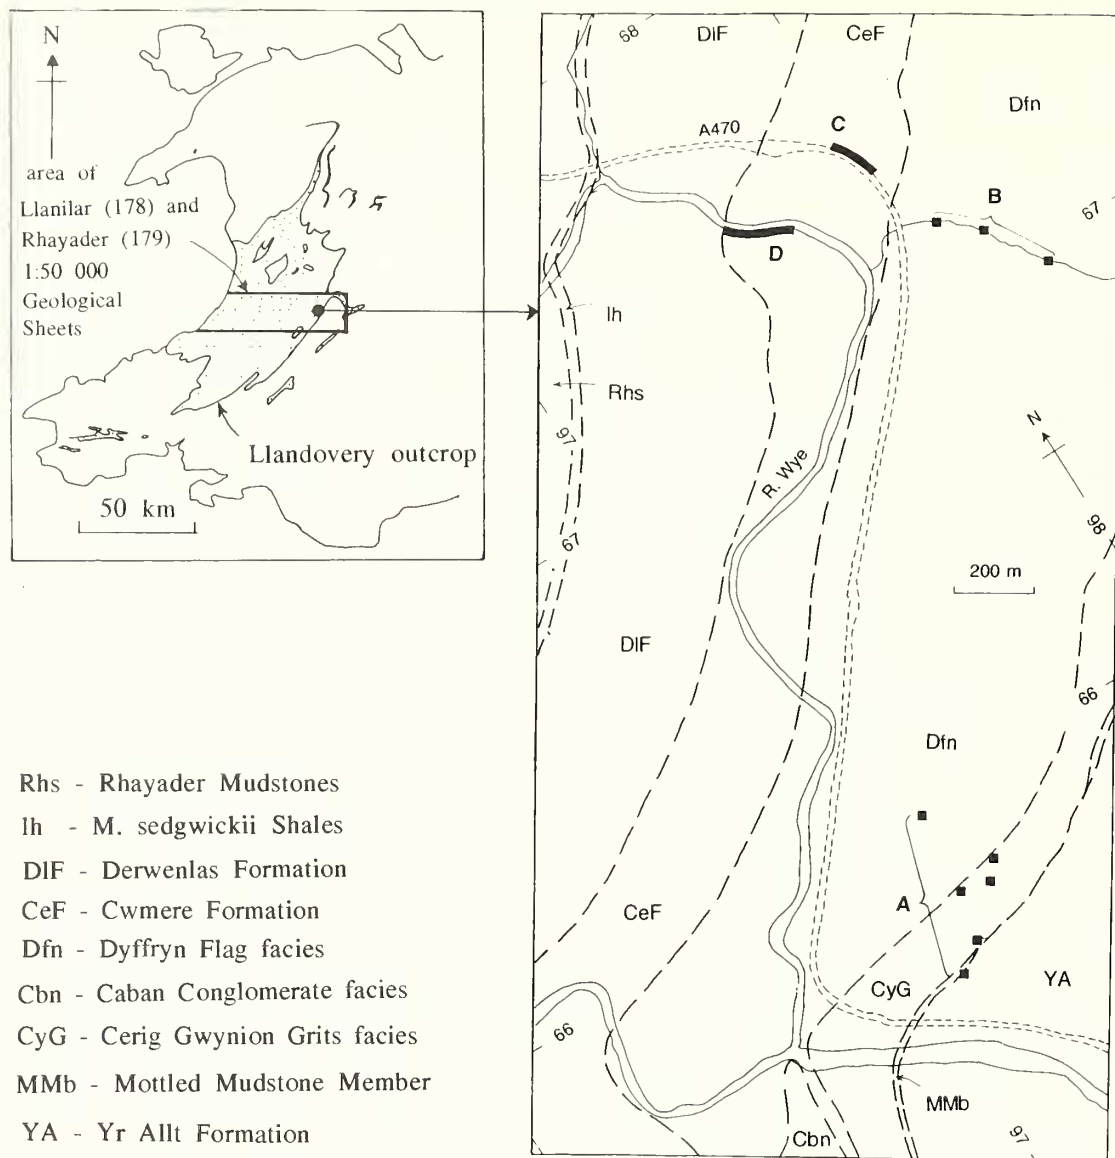 N
area of
Llanilar (178) and
Rhayader (179)
1:50 000
Geological
Sheets
Llandovery outcrop
50 km
68
DlF
CeF
Dfn
A470
C
B
67
D
lh
Rhs
97
R. Wye
N
98
67
200 m
DlF
66
Dfn
CeF
A
CyG
YA
66
MMb
Cbn
97
Rhs - Rhayader Mudstones
lh - M. sedgwickii Shales
DlF - Derwenlas Formation
CeF - Cwmere Formation
Dfn - Dyffryn Flag facies
Cbn - Caban Conglomerate facies
CyG - Cerig Gwynion Grits facies
MMb - Mottled Mudstone Member
YA - Yr Allt Formation